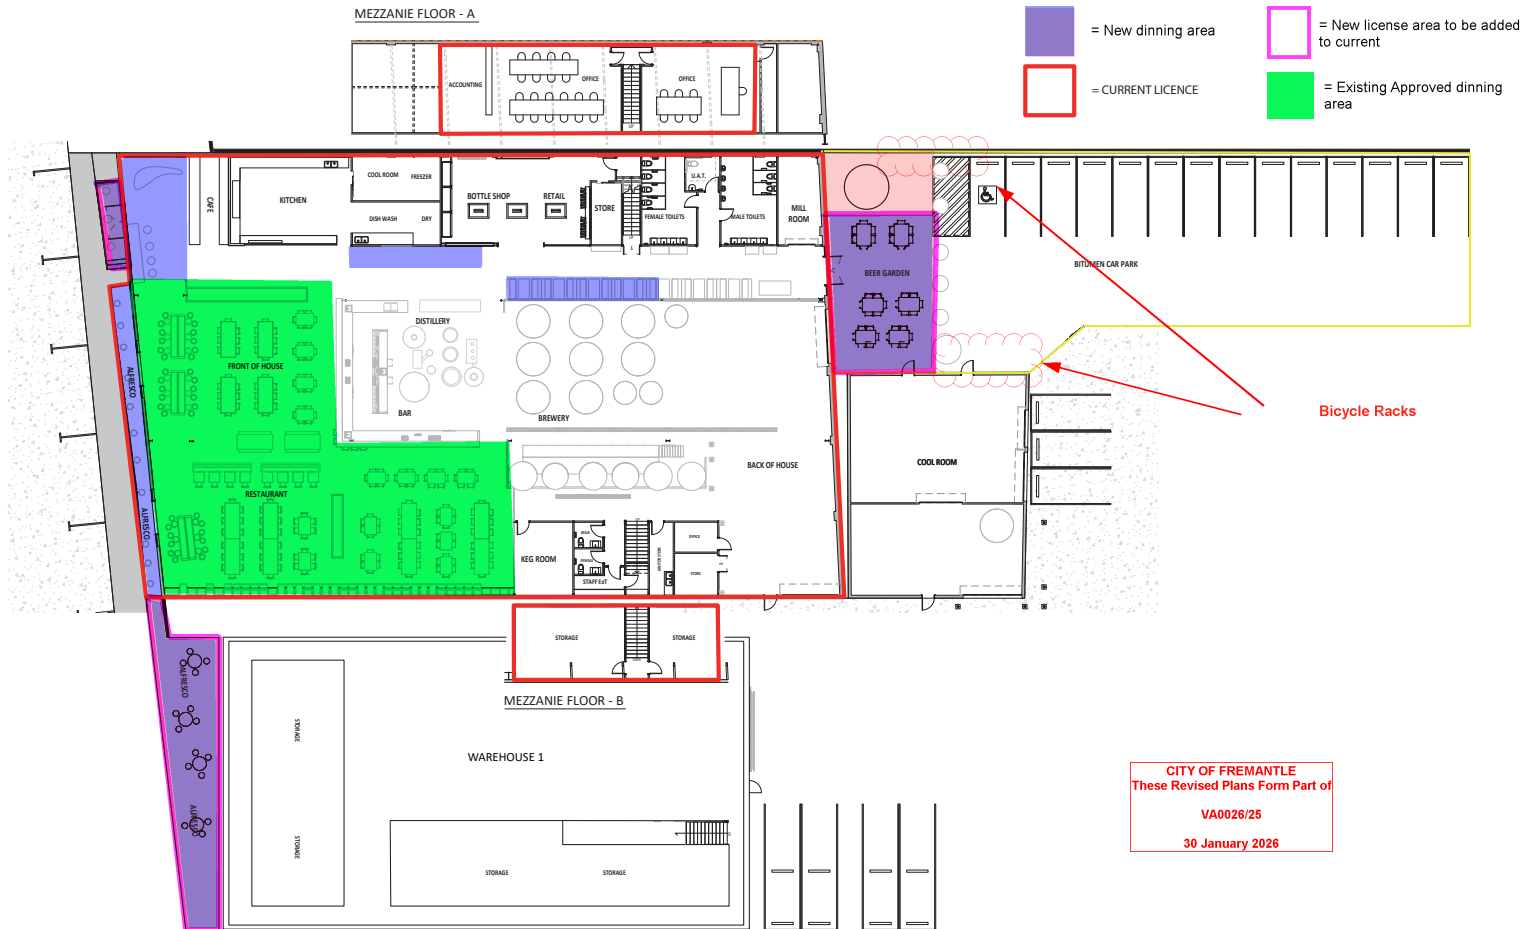 MEZZANIE FLOOR - A
= New dinning area
= New license area to be added
to current
= CURRENT LICENCE
= Existing Approved dinning
area
ACCOUNTING
OFFICE
OFFICE
UP
CAFE
KITCHEN
COOL ROOM
FREEZER
DISH WASH
DRY
BOTTLE SHOP
RETAIL
STORE
FEMALE TOILETS
U.A.T.
MALE TOILETS
MILL
ROOM
BEER GARDEN
BITUMEN CAR PARK
DISTILLERY
FRONT OF HOUSE
BAR
BREWERY
ALFRESCO
Bicycle Racks
BACK OF HOUSE
COOL ROOM
RESTAURANT
ALFRESCO
KEG ROOM
MALE
FEMALE
STAFF EoT
OFFICE
STORE
STORAGE
STORAGE
MEZZANIE FLOOR - B
ALFRESCO
STORAGE
WAREHOUSE 1
ALFRESCO
STORAGE
STORAGE
STORAGE
CITY OF FREMANTLE
These Revised Plans Form Part of
VA0026/25
30 January 2026